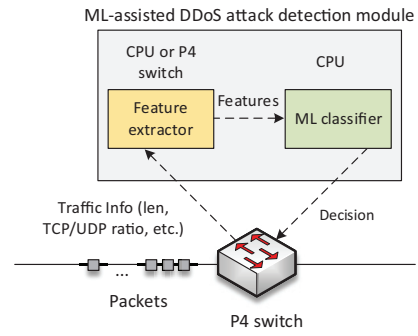 ML-assisted DDoS attack detection module
CPU or P4
switch
CPU
Feature
extractor
Features
ML classifier
Traffic Info (len,
TCP/UDP ratio, etc.)
Decision
...
Packets
P4 switch